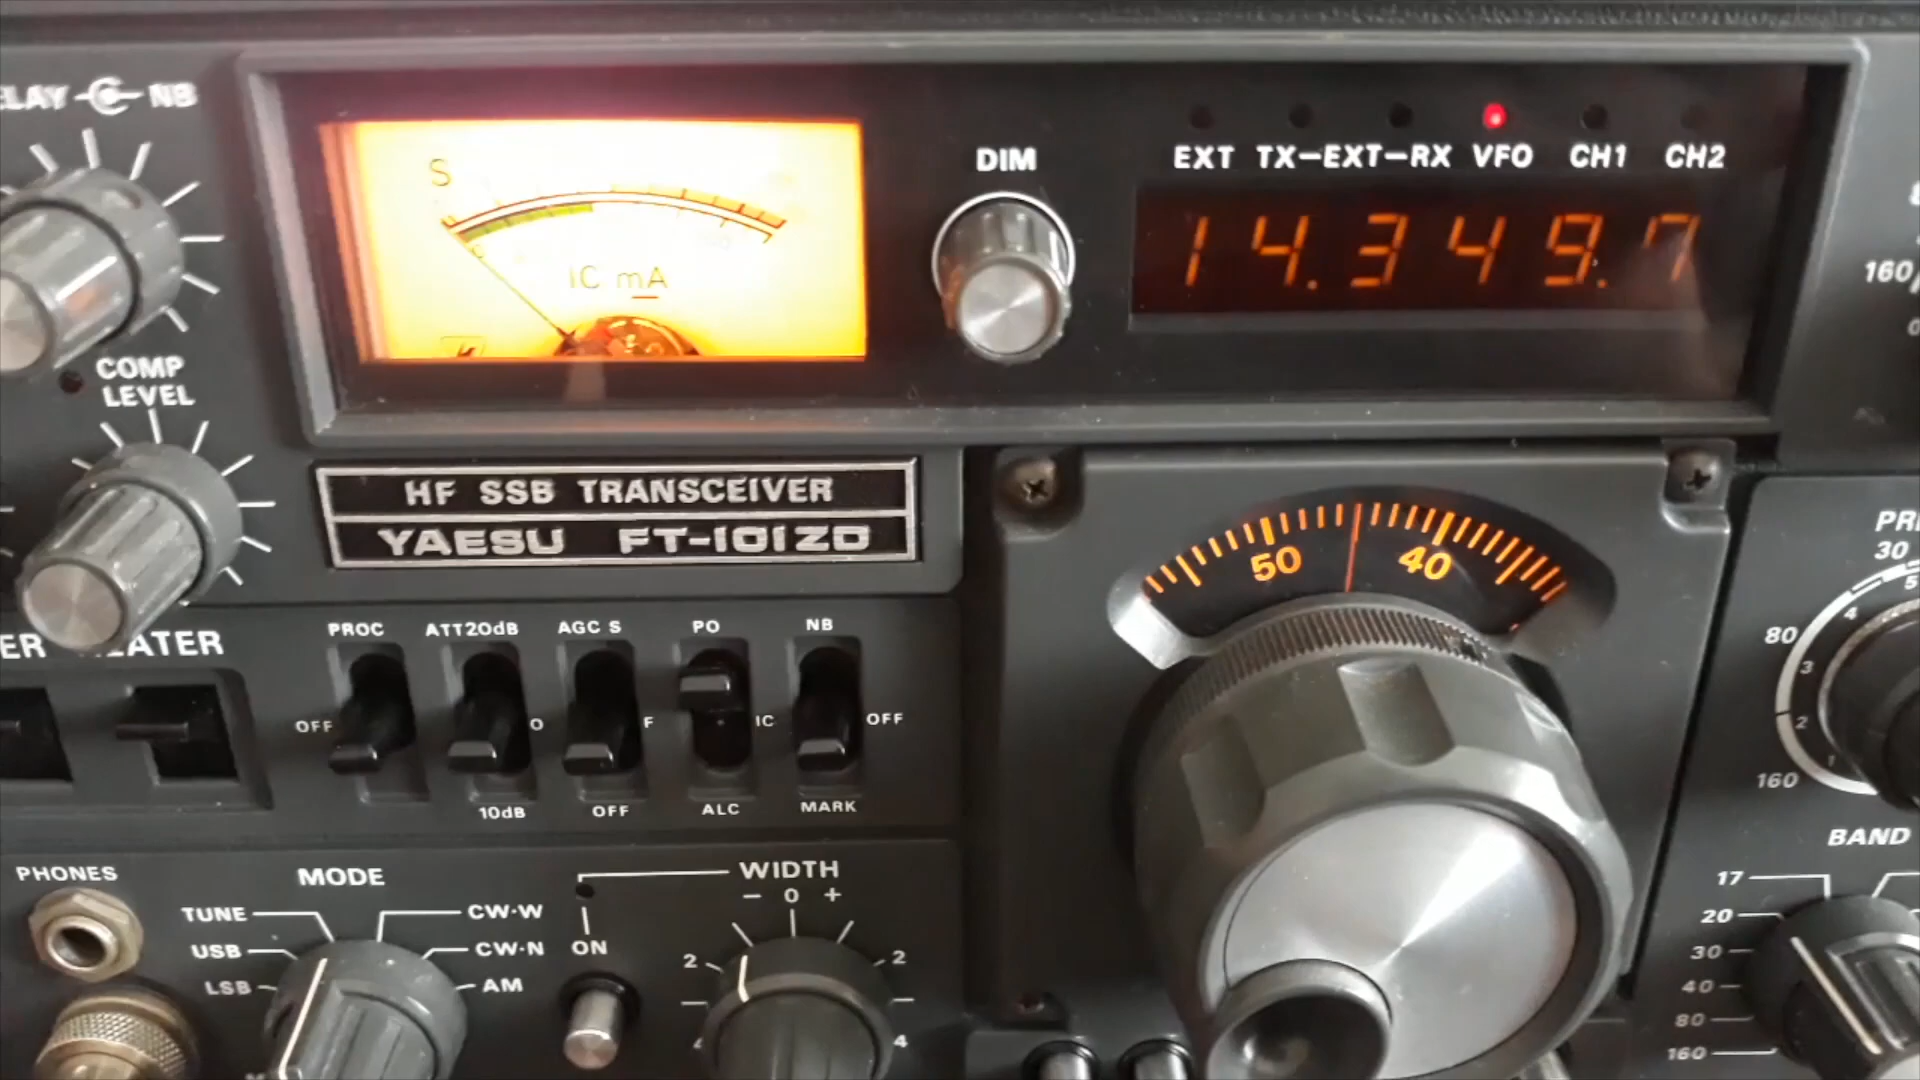 NB
COMP
LEVEL
S
IC mA
DIM
EXT TX-EXT-RX VFO CH1 CH2
14.349.7
160
HF SSB TRANSCEIVER
YAESU FT-101ZD
50 40
PROC ATT20dB AGC S PO NB
OFF O F IC OFF
10dB OFF ALC MARK
30
80
4
3
2
1
160
PHONES
MODE
TUNE
USB
LSB
CW·W
CW·N
AM
ON
WIDTH
- 0 +
2 2
4 4
BAND
17
20
30
40
80
160